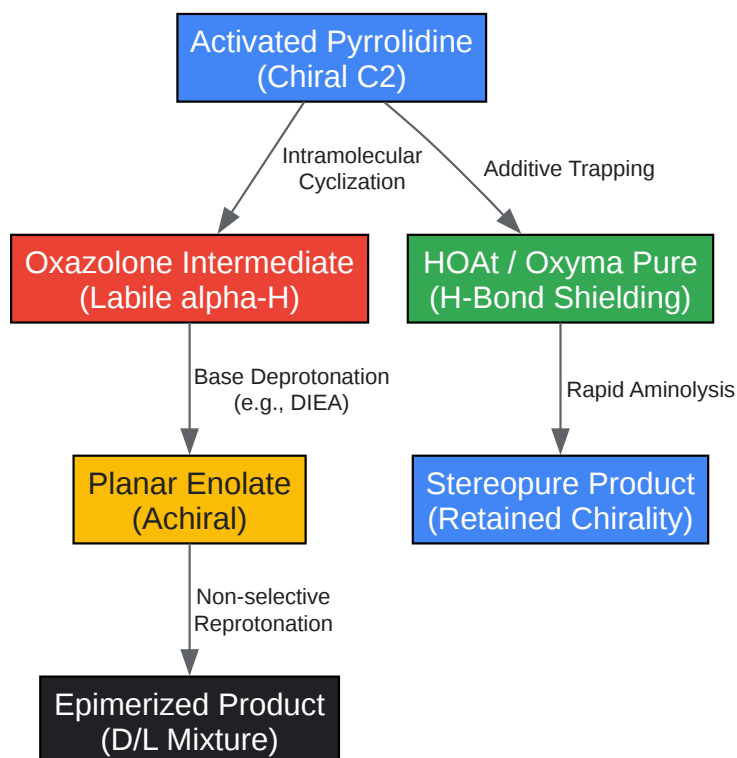 Activated Pyrrolidine
(Chiral C2)
Intramolecular
Cyclization
Additive Trapping
Oxazolone Intermediate
(Labile alpha-H)
HOAt / Oxyma Pure
(H-Bond Shielding)
Base Deprotonation
(e.g., DIEA)
Rapid Aminolysis
Planar Enolate
(Achiral)
Stereopure Product
(Retained Chirality)
Non-selective
Reprotonation
Epimerized Product
(D/L Mixture)